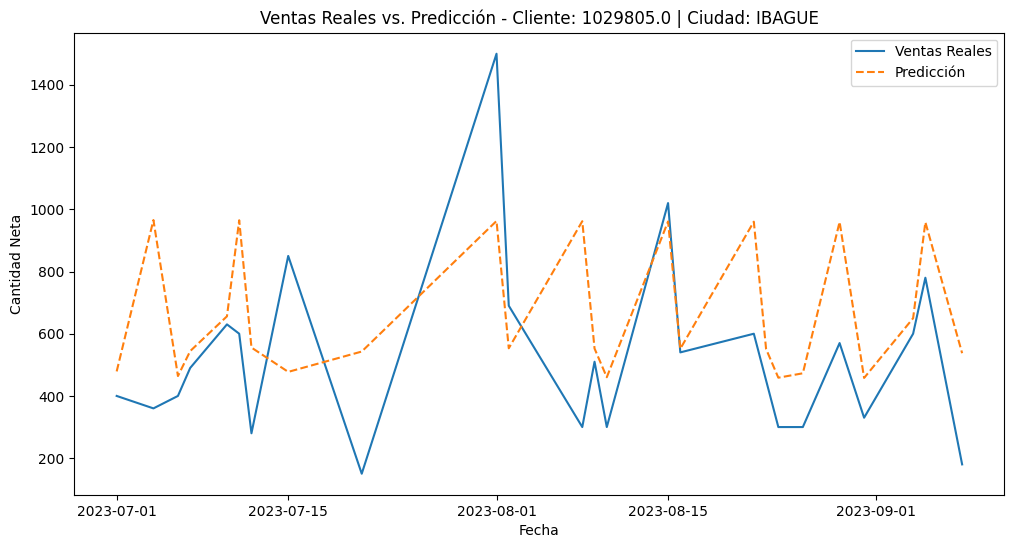 Ventas Reales vs. Predicción - Cliente: 1029805.0 | Ciudad: IBAGUE
Ventas Reales
Predicción
1400
1200
1000
800
600
400
200
Cantidad Neta
2023-07-01
2023-07-15
2023-08-01
2023-08-15
2023-09-01
Fecha